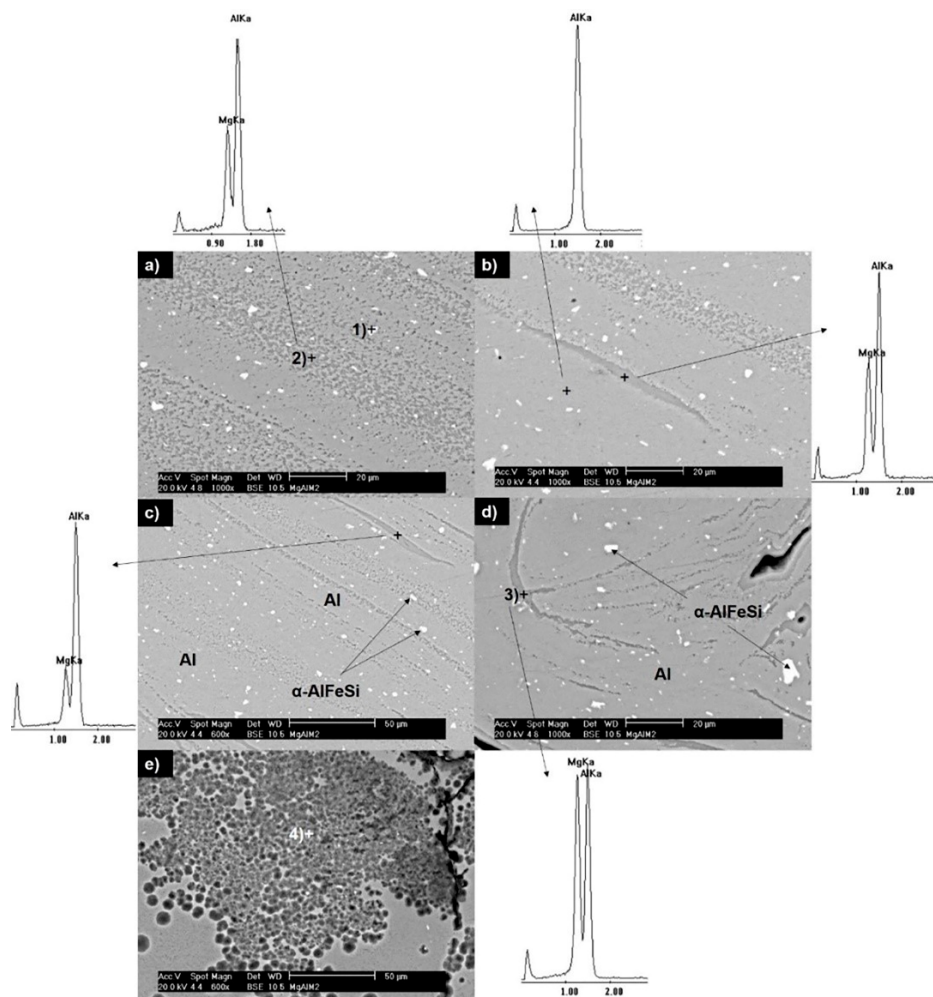 AlKa
MgKa
0.90 1.80
AlKa
1.00 2.00
a)
1)+
2)+
Acc.V Spot Magn Det WD
20.0 kV 4.8 1000x BSE 10.5 MgAlM2
20 µm
b)
+ +
Acc.V Spot Magn Det WD
20.0 kV 4.4 1000x BSE 10.5 MgAlM2
20 µm
AlKa
MgKa
1.00 2.00
AlKa
MgKa
1.00 2.00
c)
+
Al
Al
α-AlFeSi
Acc.V Spot Magn Det WD
20.0 kV 4.4 600x BSE 10.5 MgAlM2
50 µm
d)
3)+
α-AlFeSi
Al
Acc.V Spot Magn Det WD
20.0 kV 4.8 1000x BSE 10.5 MgAlM2
20 µm
e)
4)+
Acc.V Spot Magn Det WD
20.0 kV 4.4 600x BSE 10.5 MgAlM2
50 µm
MgKa
AlKa
1.00 2.00